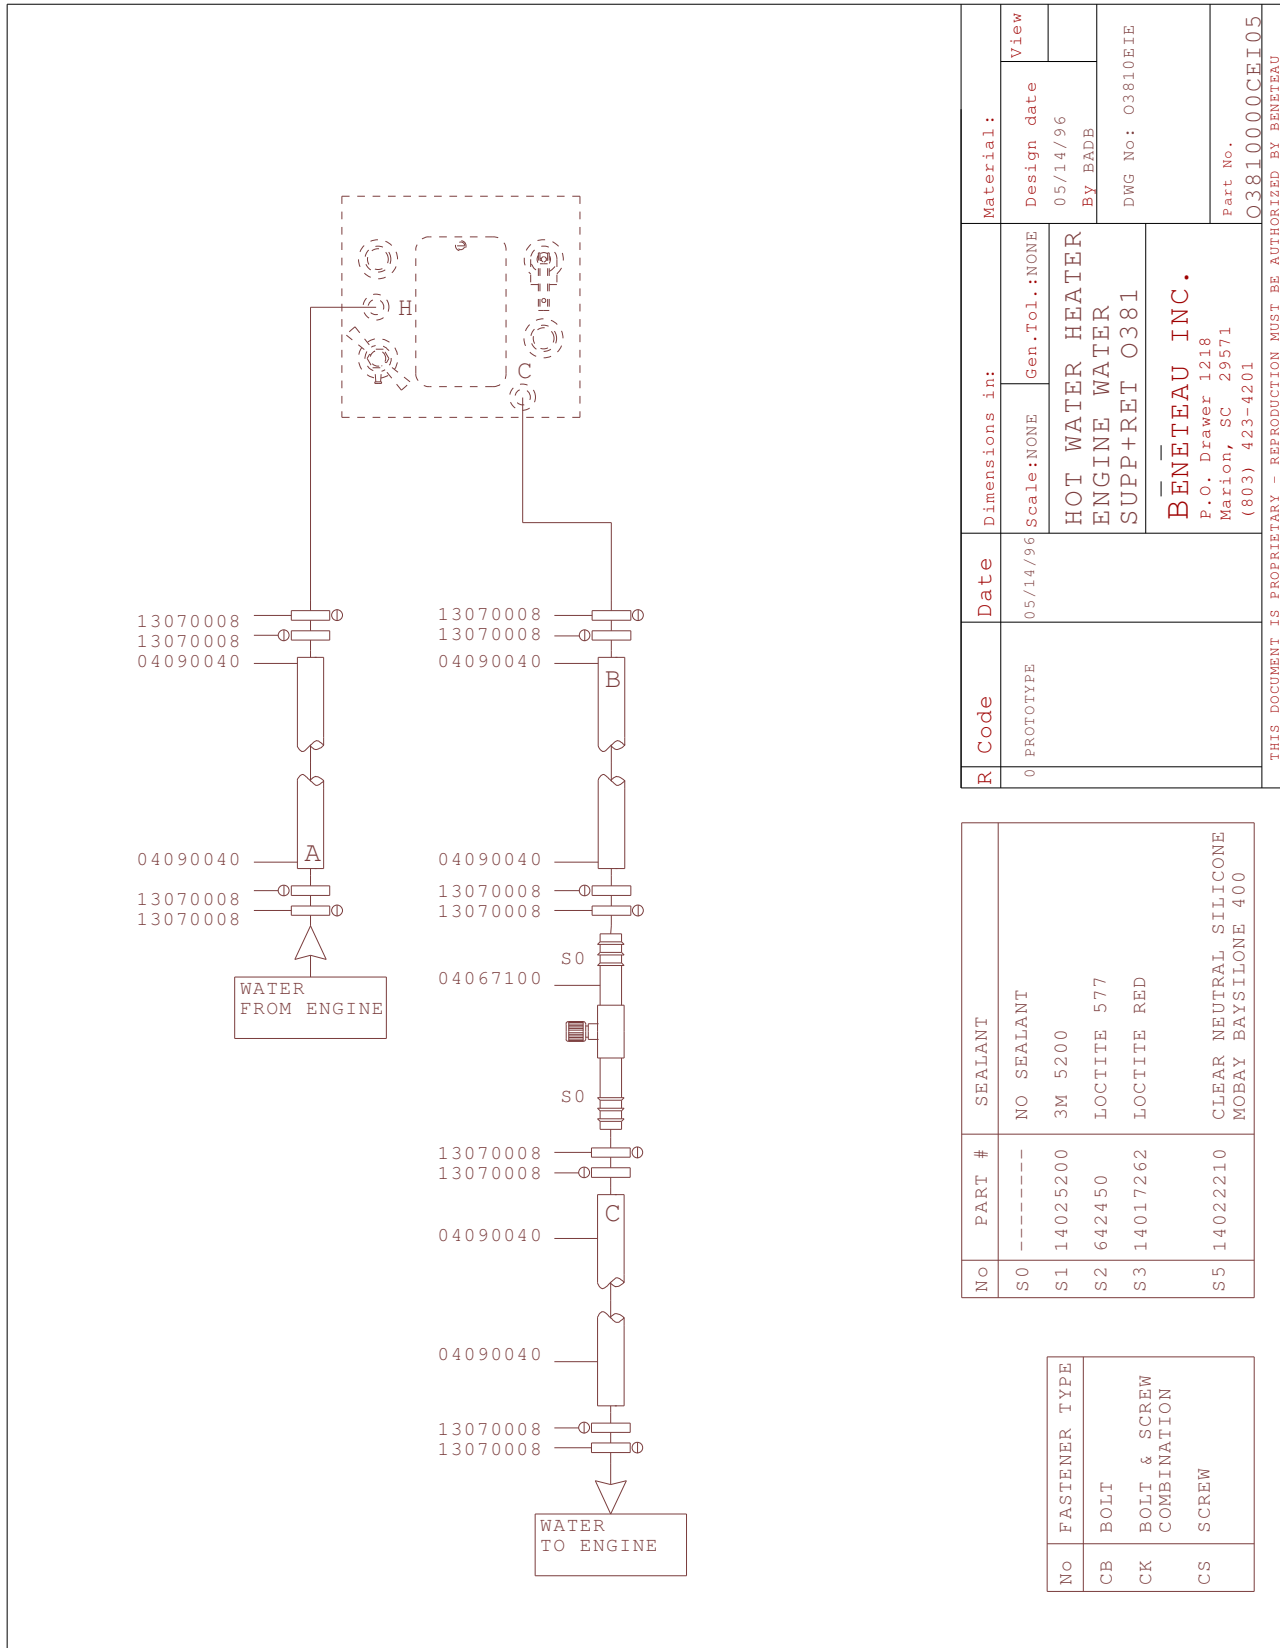 H
C
13070008
13070008
04090040
04090040
A
13070008
13070008
WATER
FROM ENGINE
13070008
13070008
04090040
B
04090040
13070008
13070008
S0
04067100
S0
13070008
13070008
04090040
C
04090040
13070008
13070008
WATER
TO ENGINE
R Code Date Dimensions in: Material:
0 PROTOTYPE 05/14/96 Scale:NONE Gen.Tol.:NONE Design date View
05/14/96
By BADB
HOT WATER HEATER
ENGINE WATER
SUPP+RET O381
DWG No: O3810EIE
BENETEAU INC.
P.O. Drawer 1218
Marion, SC 29571
(803) 423-4201
Part No.
O3810000CEI05
THIS DOCUMENT IS PROPRIETARY - REPRODUCTION MUST BE AUTHORIZED BY BENETEAU
No PART # SEALANT
S0 -------- NO SEALANT
S1 14025200 3M 5200
S2 642450 LOCTITE 577
S3 14017262 LOCTITE RED
S5 14022210 CLEAR NEUTRAL SILICONE
MOBAY BAYSILONE 400
No FASTENER TYPE
CB BOLT
CK BOLT & SCREW
COMBINATION
CS SCREW